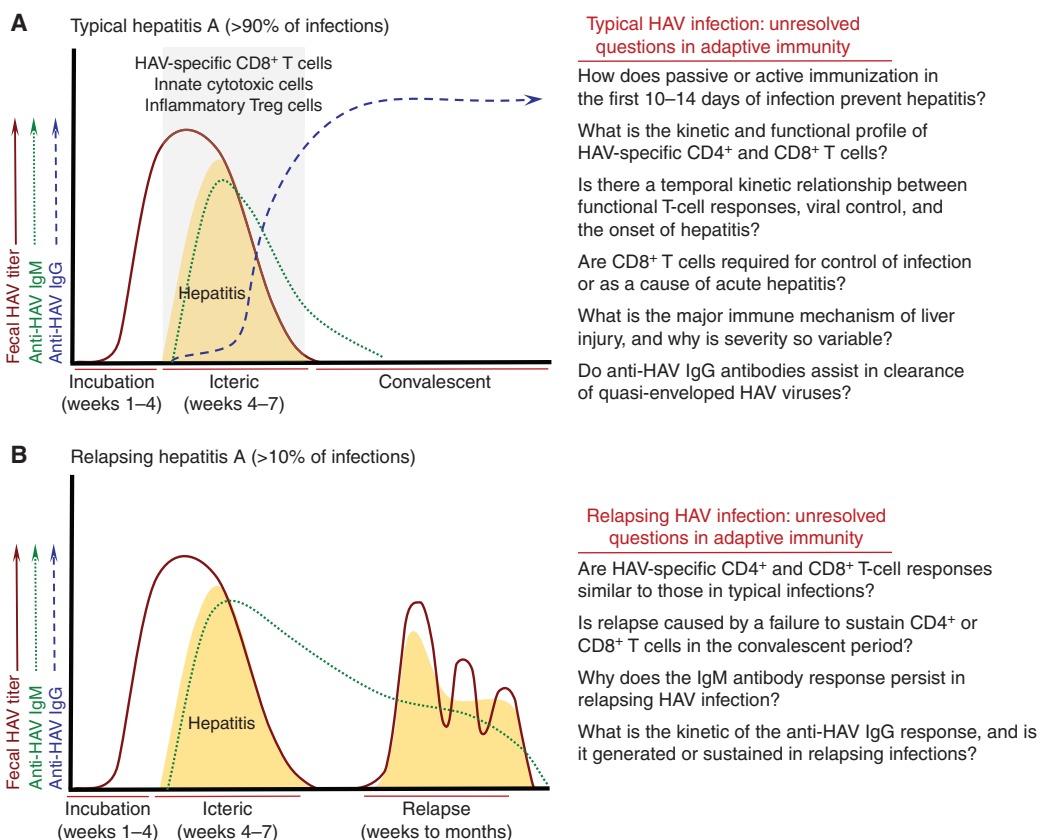 A
Typical hepatitis A (>90% of infections)
HAV-specific CD8+ T cells
Innate cytotoxic cells
Inflammatory Treg cells
Fecal HAV titer
Anti-HAV IgM
Anti-HAV IgG
Hepatitis
Incubation
(weeks 1–4)
Icteric
(weeks 4–7)
Convalescent
Typical HAV infection: unresolved
questions in adaptive immunity
How does passive or active immunization in
the first 10–14 days of infection prevent hepatitis?
What is the kinetic and functional profile of
HAV-specific CD4+ and CD8+ T cells?
Is there a temporal kinetic relationship between
functional T-cell responses, viral control, and
the onset of hepatitis?
Are CD8+ T cells required for control of infection
or as a cause of acute hepatitis?
What is the major immune mechanism of liver
injury, and why is severity so variable?
Do anti-HAV IgG antibodies assist in clearance
of quasi-enveloped HAV viruses?
B
Relapsing hepatitis A (>10% of infections)
Fecal HAV titer
Anti-HAV IgM
Anti-HAV IgG
Hepatitis
Incubation
(weeks 1–4)
Icteric
(weeks 4–7)
Relapse
(weeks to months)
Relapsing HAV infection: unresolved
questions in adaptive immunity
Are HAV-specific CD4+ and CD8+ T-cell responses
similar to those in typical infections?
Is relapse caused by a failure to sustain CD4+ or
CD8+ T cells in the convalescent period?
Why does the IgM antibody response persist in
relapsing HAV infection?
What is the kinetic of the anti-HAV IgG response, and is
it generated or sustained in relapsing infections?